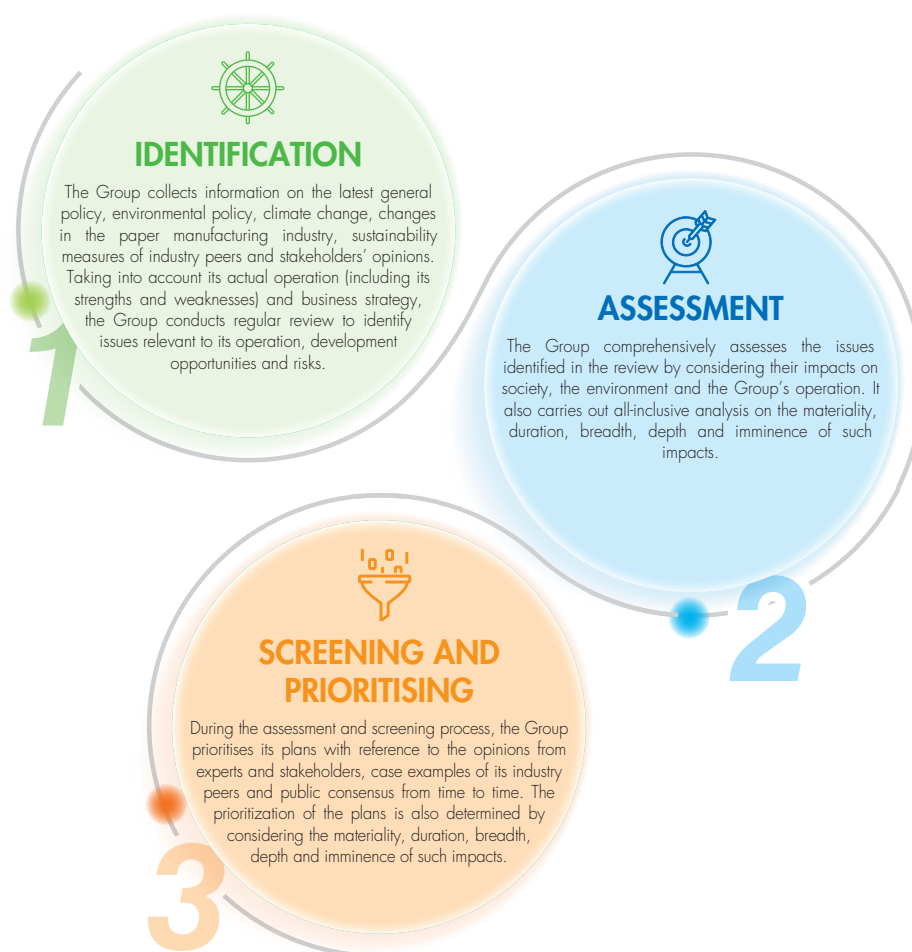 IDENTIFICATION
The Group collects information on the latest general
policy, environmental policy, climate change, changes
in the paper manufacturing industry, sustainability
measures of industry peers and stakeholders' opinions.
Taking into account its actual operation (including its
strengths and weaknesses) and business strategy,
the Group conducts regular review to identify
issues relevant to its operation, development
opportunities and risks.
1
ASSESSMENT
The Group comprehensively assesses the issues
identified in the review by considering their impacts on
society, the environment and the Group's operation. It
also carries out all-inclusive analysis on the materiality,
duration, breadth, depth and imminence of such
impacts.
2
SCREENING AND
PRIORITISING
During the assessment and screening process, the Group
prioritises its plans with reference to the opinions from
experts and stakeholders, case examples of its industry
peers and public consensus from time to time. The
prioritization of the plans is also determined by
considering the materiality, duration, breadth,
depth and imminence of such impacts.
3